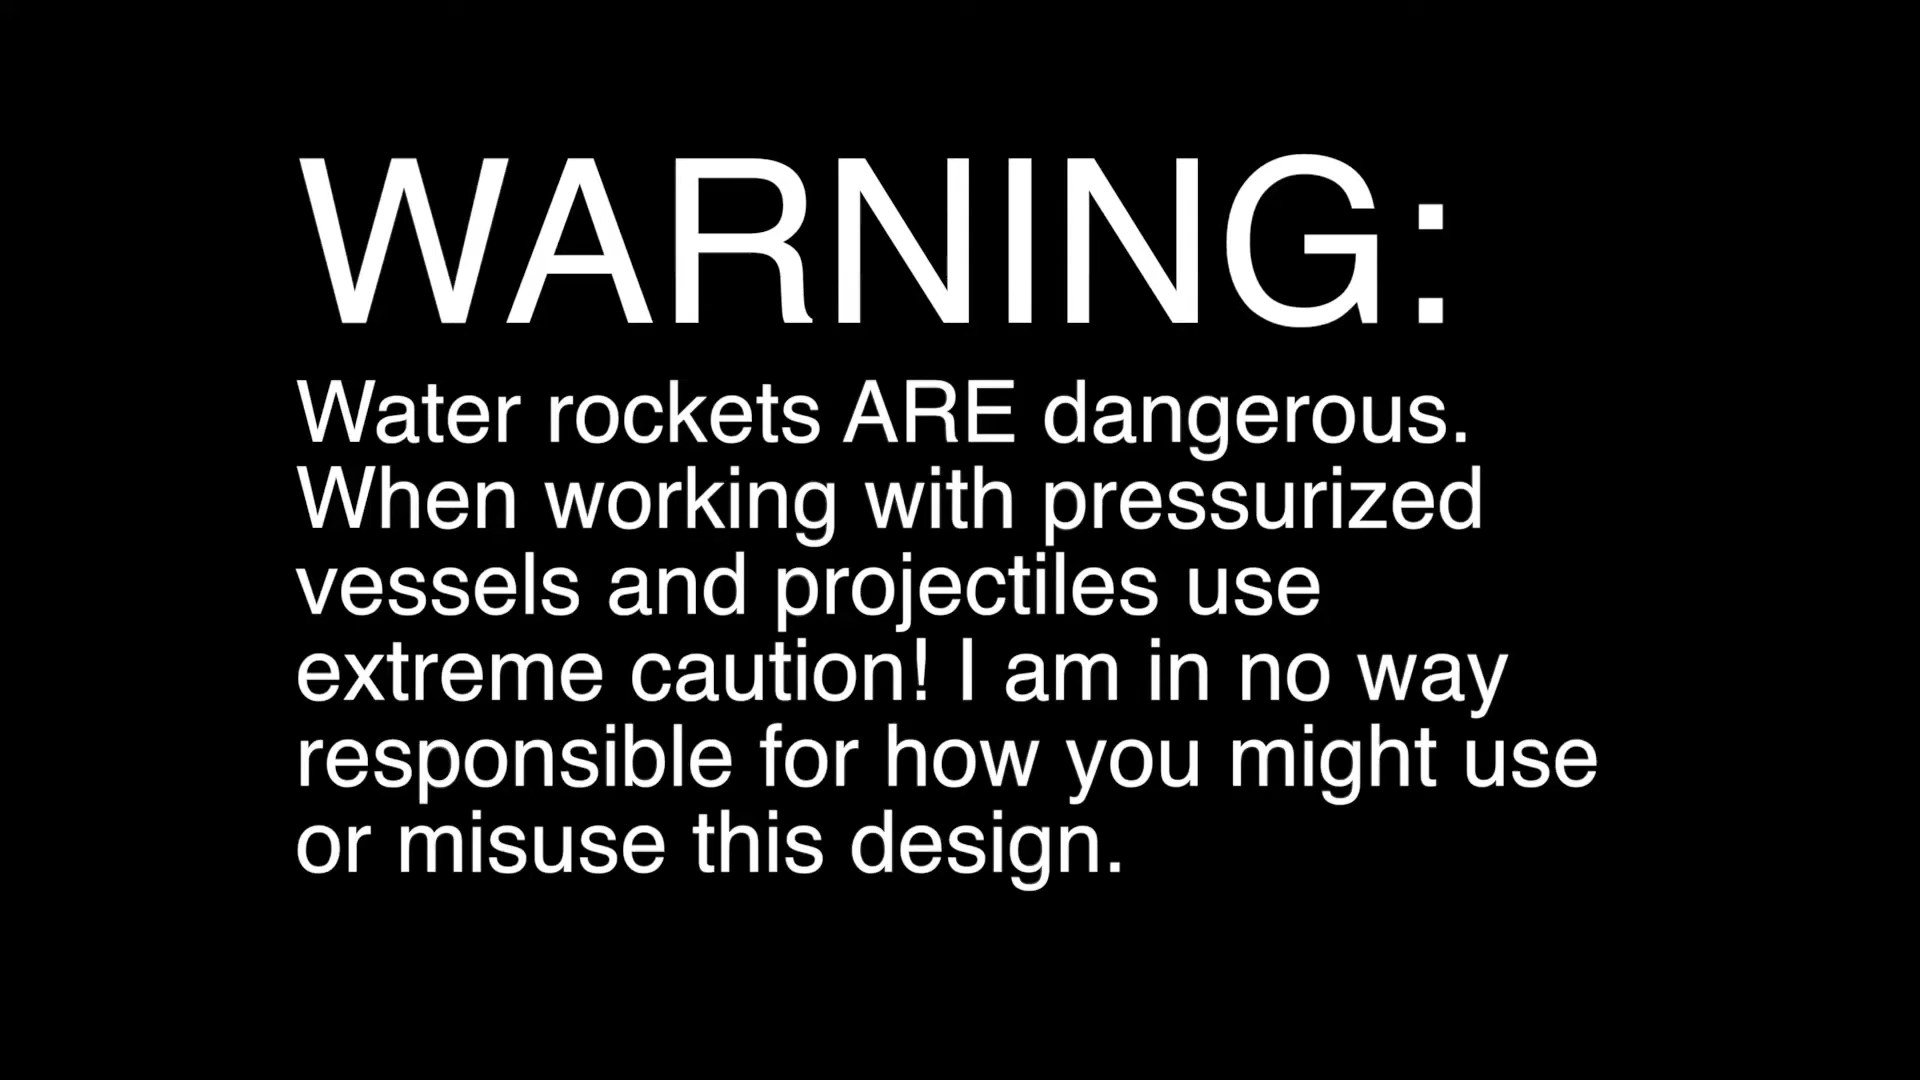 WARNING:
Water rockets ARE dangerous.
When working with pressurized
vessels and projectiles use
extreme caution! I am in no way
responsible for how you might use
or misuse this design.